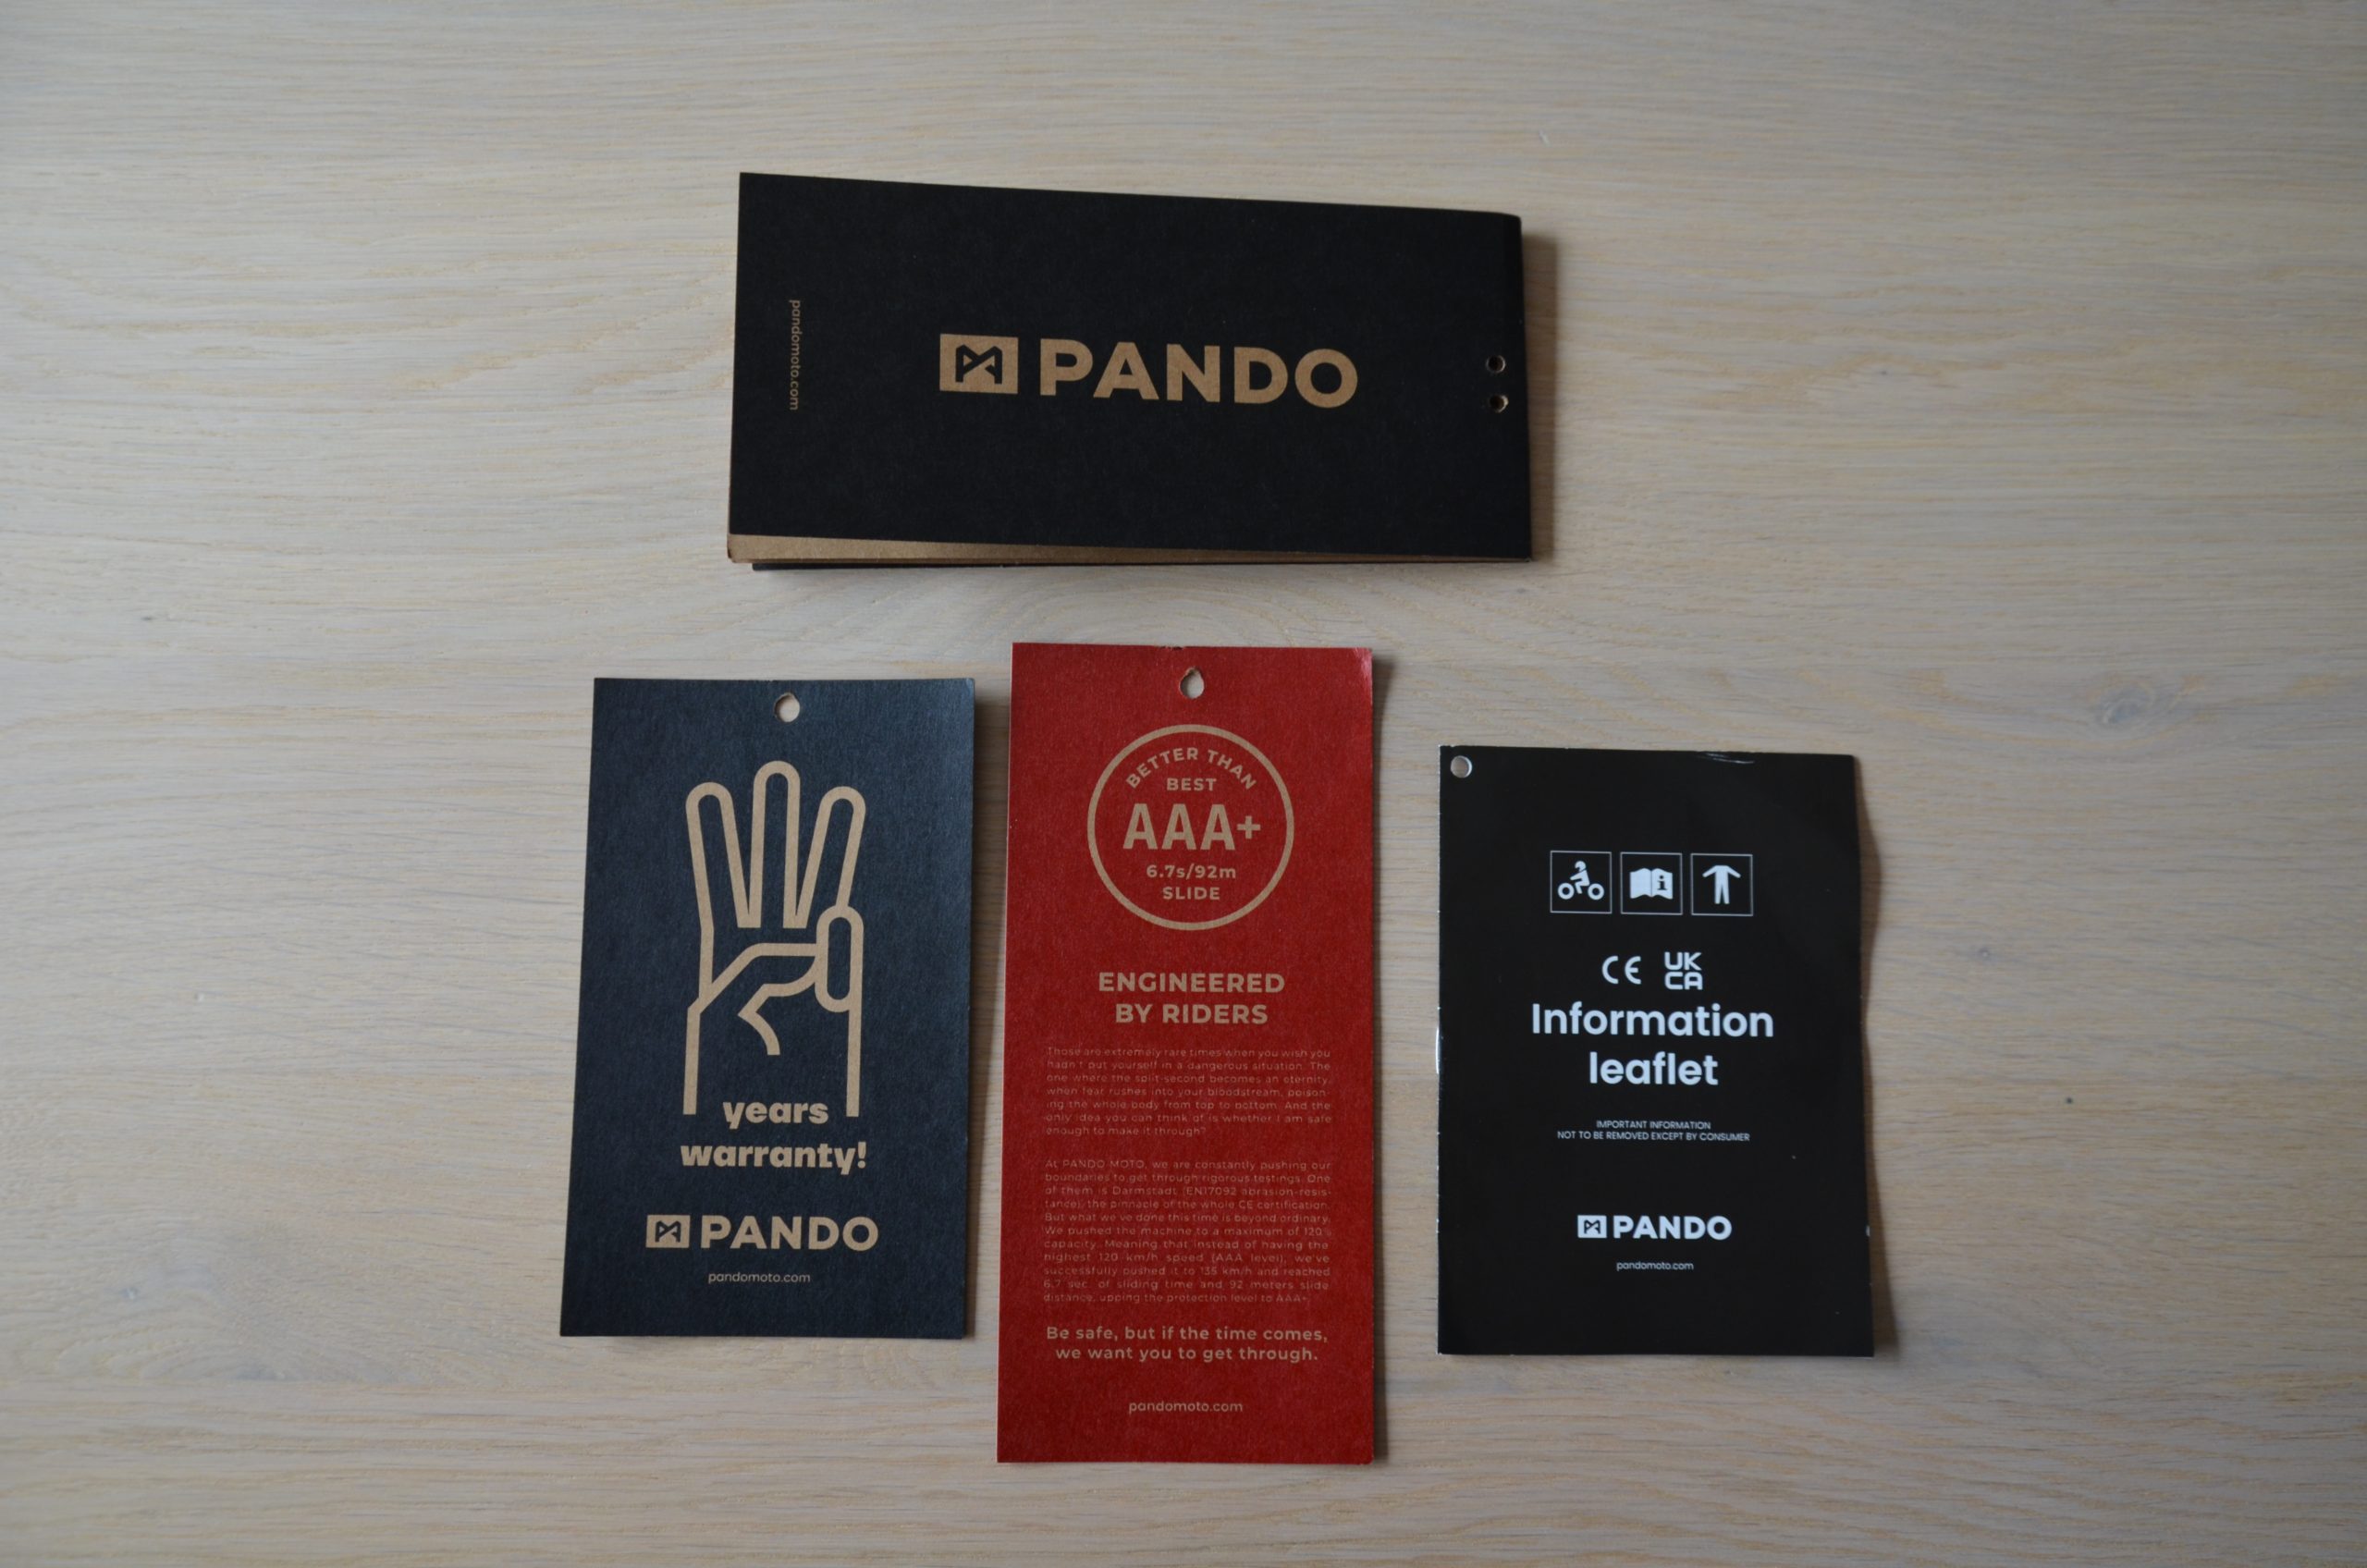 pandomoto.com
PANDO
years
warranty!
PANDO
pandomoto.com
BETTER THAN
BEST
AAA+
6.7s/92m
SLIDE
ENGINEERED
BY RIDERS
Those are extremely rare times when you wish you
hadn't put yourself in a dangerous situation. The
one where the split-second becomes an eternity,
when fear rushes into your bloodstream, poison-
ing the whole body from top to bottom. And the
only idea you can think of is whether I am safe
enough to make it through?
At PANDO MOTO, we are constantly pushing our
boundaries to get through rigorous testings. One
of them is Darmstadt (EN17092 abrasion-resis-
tance), the pinnacle of the whole CE certification.
But what we've done this time is beyond ordinary.
We pushed the machine to a maximum of 120%
capacity. Meaning that instead of having the
highest 120 km/h speed (AAA level), we've
successfully pushed it to 135 km/h and reached
6.7 sec. of sliding time and 92 meters slide
distance, upping the protection level to AAA+.
Be safe, but if the time comes,
we want you to get through.
pandomoto.com
CE UK
CA
Information
leaflet
IMPORTANT INFORMATION
NOT TO BE REMOVED EXCEPT BY CONSUMER
PANDO
pandomoto.com